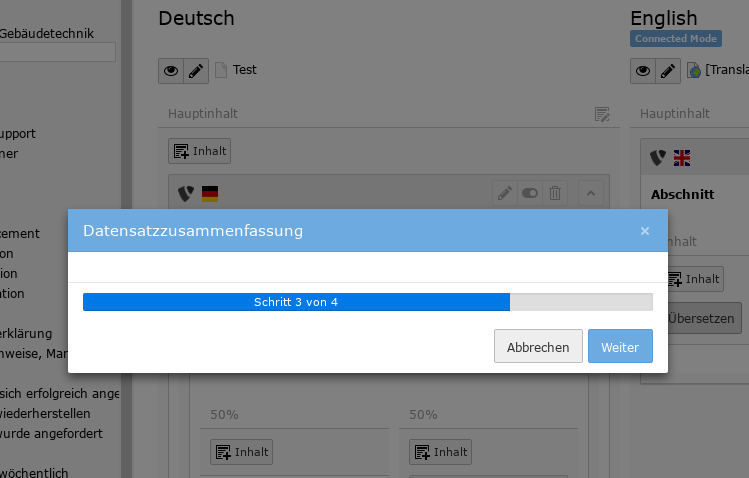 Deutsch
English
Connected Mode
Gebäudetechnik
Test
[Transla
Hauptinhalt
Hauptinhalt
upport
Inhalt
ner
Abschnitt
Datensatzzusammenfassung
×
cement
nhalt
on
ion
Inhalt
ation
Schritt 3 von 4
Übersetzen
erklärung
Abbrechen
Weiter
nweise, Mar
sich erfolgreich ange
wiederherstellen
50%
50%
wurde angefordert
Inhalt
Inhalt
wöchentlich